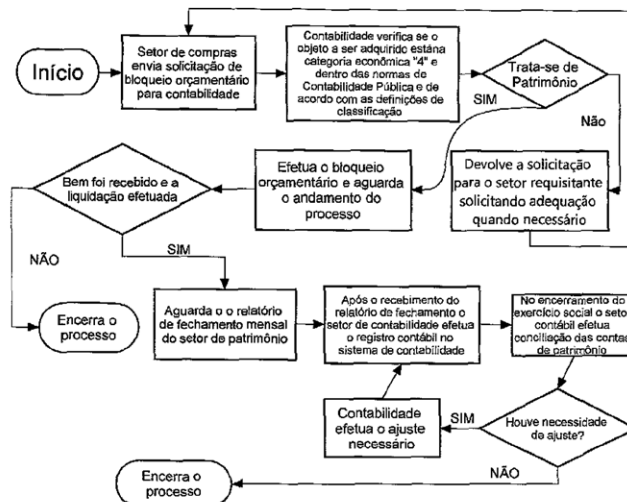 Início
Setor de compras
envia solicitação de
bloqueio orçamentário
para contabilidade
Contabilidade verifica se o
objeto a ser adquirido estána
categoria econômica "4" e
dentro das normas de
Contabilidade Pública e de
acordo com as definições de
classificação
Trata-se de
Patrimônio
SIM
Não
Devolve a solicitação
para o setor requisitante
solicitando adequação
quando necessário
Efetua o bloqueio
orçamentário e aguarda
o andamento do
processo
Bem foi recebido e a
liquidação efetuada
NÃO
SIM
Encerra o
processo
Aguarda o o relatório
de fechamento mensal
do setor de patrimônio
Após o recebimento do
relatório de fechamento o
setor de contabilidade efetua
o registro contábil no
sistema de contabilidade
No encerramento do
exercício social o setor
contábil efetua
conciliação das contas
de patrimônio
Houve necessidade
de ajuste?
SIM
Contabilidade
efetua o ajuste
necessário
NÃO
Encerra o
processo